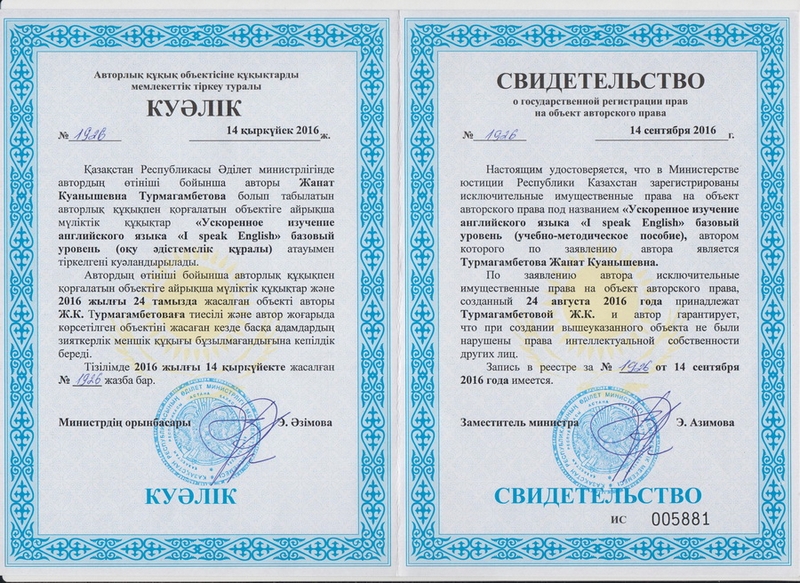 Авторлық құқық объектісіне құқықтарды
мемлекеттік тіркеу туралы
КУӘЛІК
№ 1926 14 қыркүйек 2016 ж.
Қазақстан Республикасы Әділет министрлігінде
автордың өтініші бойынша авторы Жанат
Куанышевна Турмагамбетова болып табылатын
авторлық құқықпен қорғалатын объектіге айрықша
мүліктік құқықтар «Ускоренное изучение
английского языка «I speak English» базовый
уровень (оқу әдістемслік құралы) атауымен
тіркелгені куәландырылады.
Автордың өтініші бойынша авторлық құқықпен
қорғалатын объектіге айрықша мүліктік құқықтар және
2016 жылғы 24 тамызда жасалған объекті авторы
Ж.К. Турмагамбетоваға тиесілі және автор жоғарыда
көрсетілген объектіні жасаған кезде басқа адамдардың
зияткерлік меншік құқығы бұзылмағандығына кепілдік
береді.
Тізілімде 2016 жылғы 14 қыркүйекте жасалған
№ 1926 жазба бар.
Министрдің орынбасары Э. Әзімова
КУӘЛІК
СВИДЕТЕЛЬСТВО
о государственной регистрации прав
на объект авторского права
№ 1926 14 сентября 2016 г.
Настоящим удостоверяется, что в Министерстве
юстиции Республики Казахстан зарегистрированы
исключительные имущественные права на объект
авторского права под названием «Ускоренное изучение
английского языка «I speak English» базовый
уровень (учебно-методическое пособие), автором
которого по заявлению автора является
Турмагамбетова Жанат Куанышевна.
По заявлению автора исключительные
имущественные права на объект авторского права,
созданный 24 августа 2016 года принадлежат
Турмагамбетовой Ж.К. и автор гарантирует,
что при создании вышеуказанного объекта не были
нарушены права интеллектуальной собственности
других лиц.
Запись в реестре за № 1926 от 14 сентября
2016 года имеется.
Заместитель министра Э. Азимова
СВИДЕТЕЛЬСТВО
ИС 005881